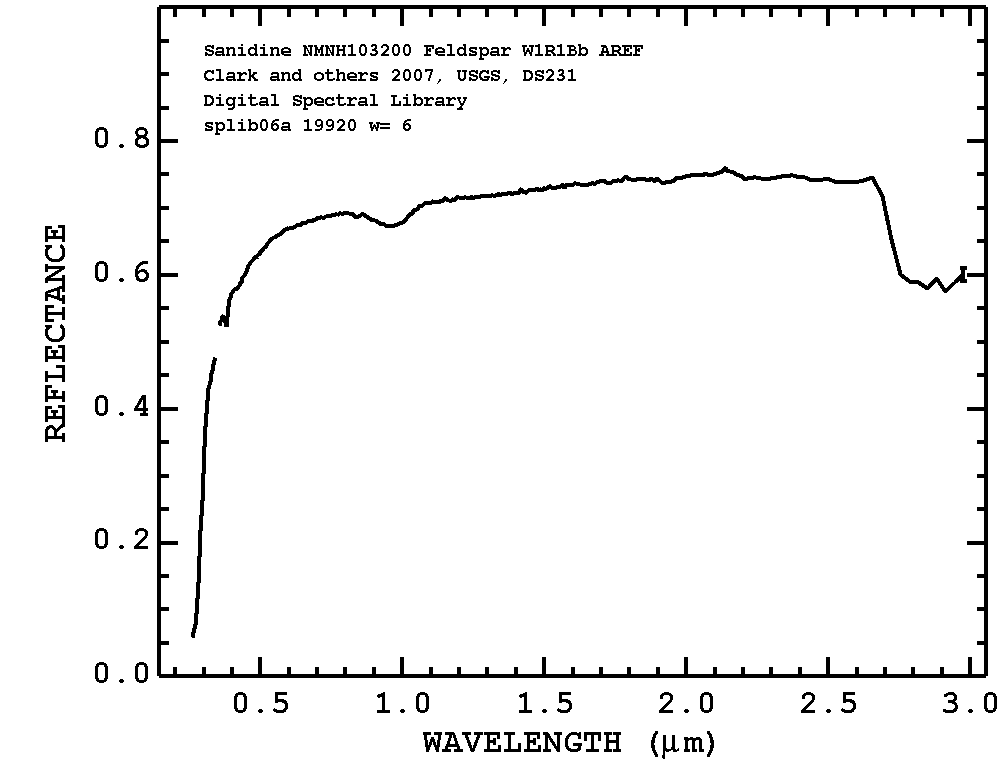 Sanidine NMNH103200 Feldspar W1R1Bb AREF
Clark and others 2007, USGS, DS231
Digital Spectral Library
splib06a 19920 w= 6
REFLECTANCE
0.8
0.6
0.4
0.2
0.0
0.5 1.0 1.5 2.0 2.5 3.0
WAVELENGTH (μm)